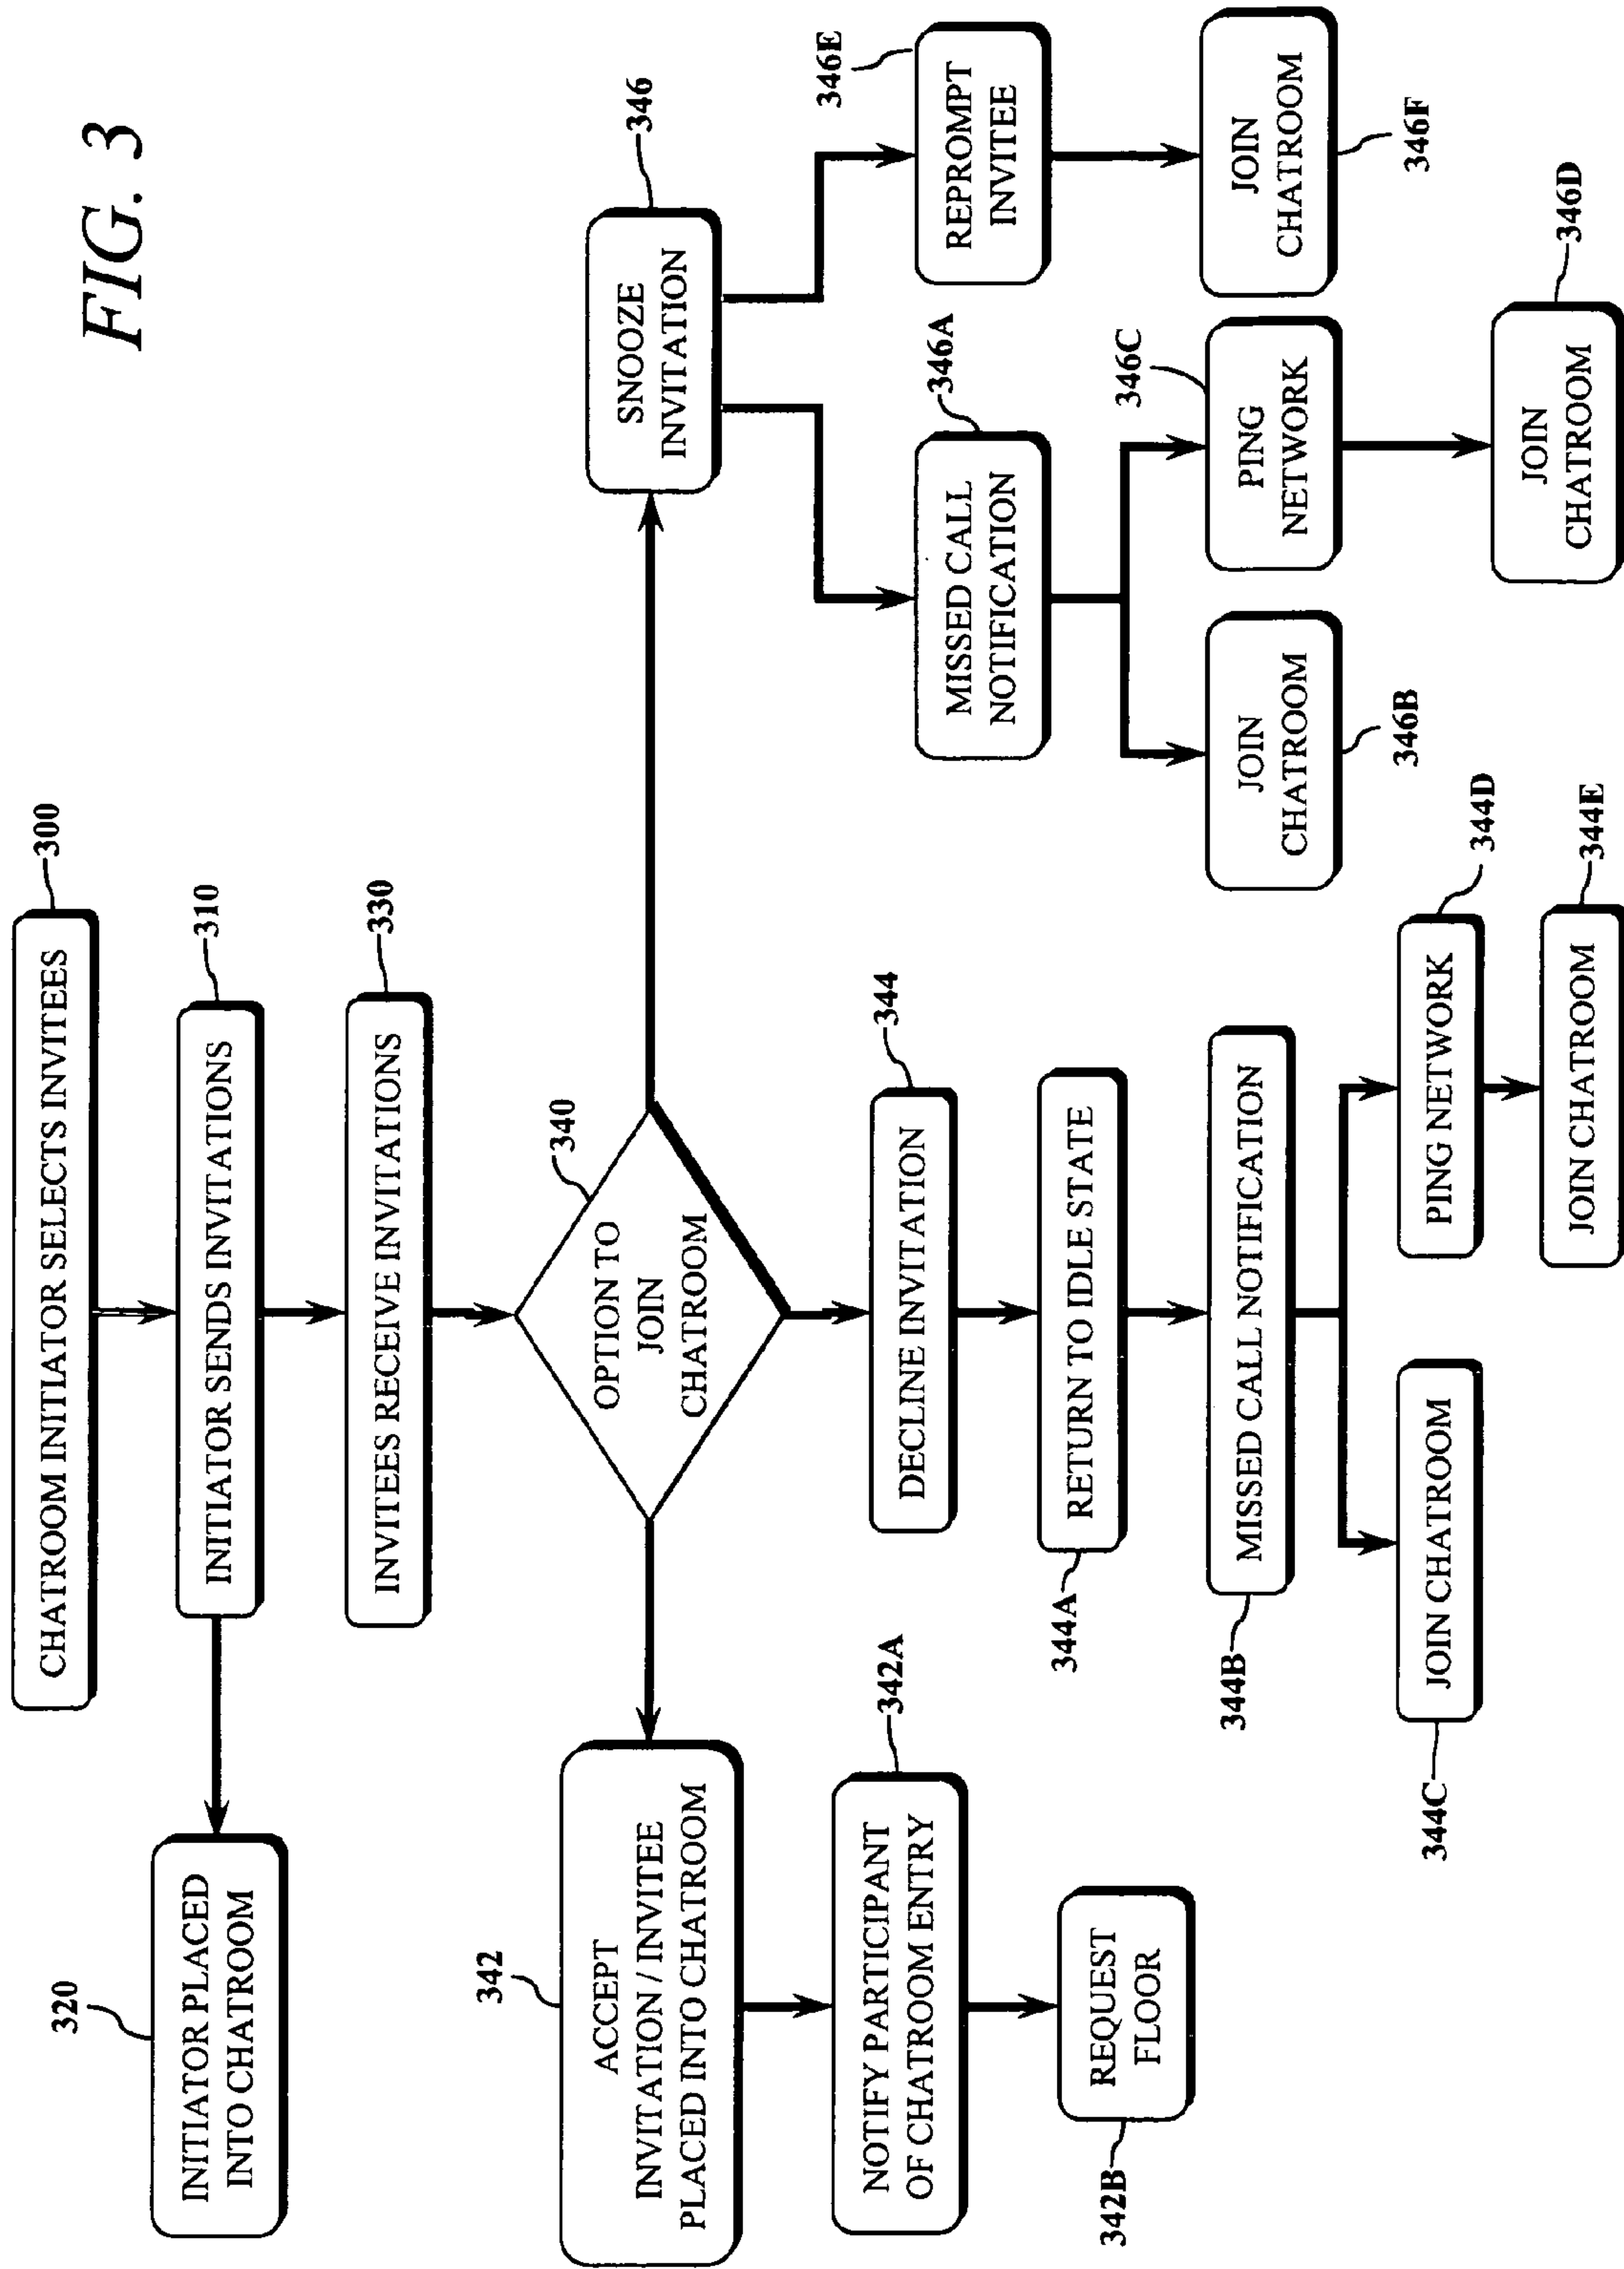 FIG. 3
300
CHATROOM INITIATOR SELECTS INVITEES
310
INITIATOR SENDS INVITATIONS
320
INITIATOR PLACED
INTO CHATROOM
330
INVITEES RECEIVE INVITATIONS
340
OPTION TO
JOIN
CHATROOM
342
ACCEPT
INVITATION / INVITEE
PLACED INTO CHATROOM
342A
NOTIFY PARTICIPANT
OF CHATROOM ENTRY
342B
REQUEST
FLOOR
344
DECLINE INVITATION
344A
RETURN TO IDLE STATE
344B
MISSED CALL NOTIFICATION
344C
JOIN CHATROOM
344D
PING NETWORK
344E
JOIN CHATROOM
346
SNOOZE
INVITATION
346A
MISSED CALL
NOTIFICATION
346B
JOIN
CHATROOM
346C
PING
NETWORK
346D
JOIN
CHATROOM
346E
REPROMPT
INVITEE
346F
JOIN
CHATROOM